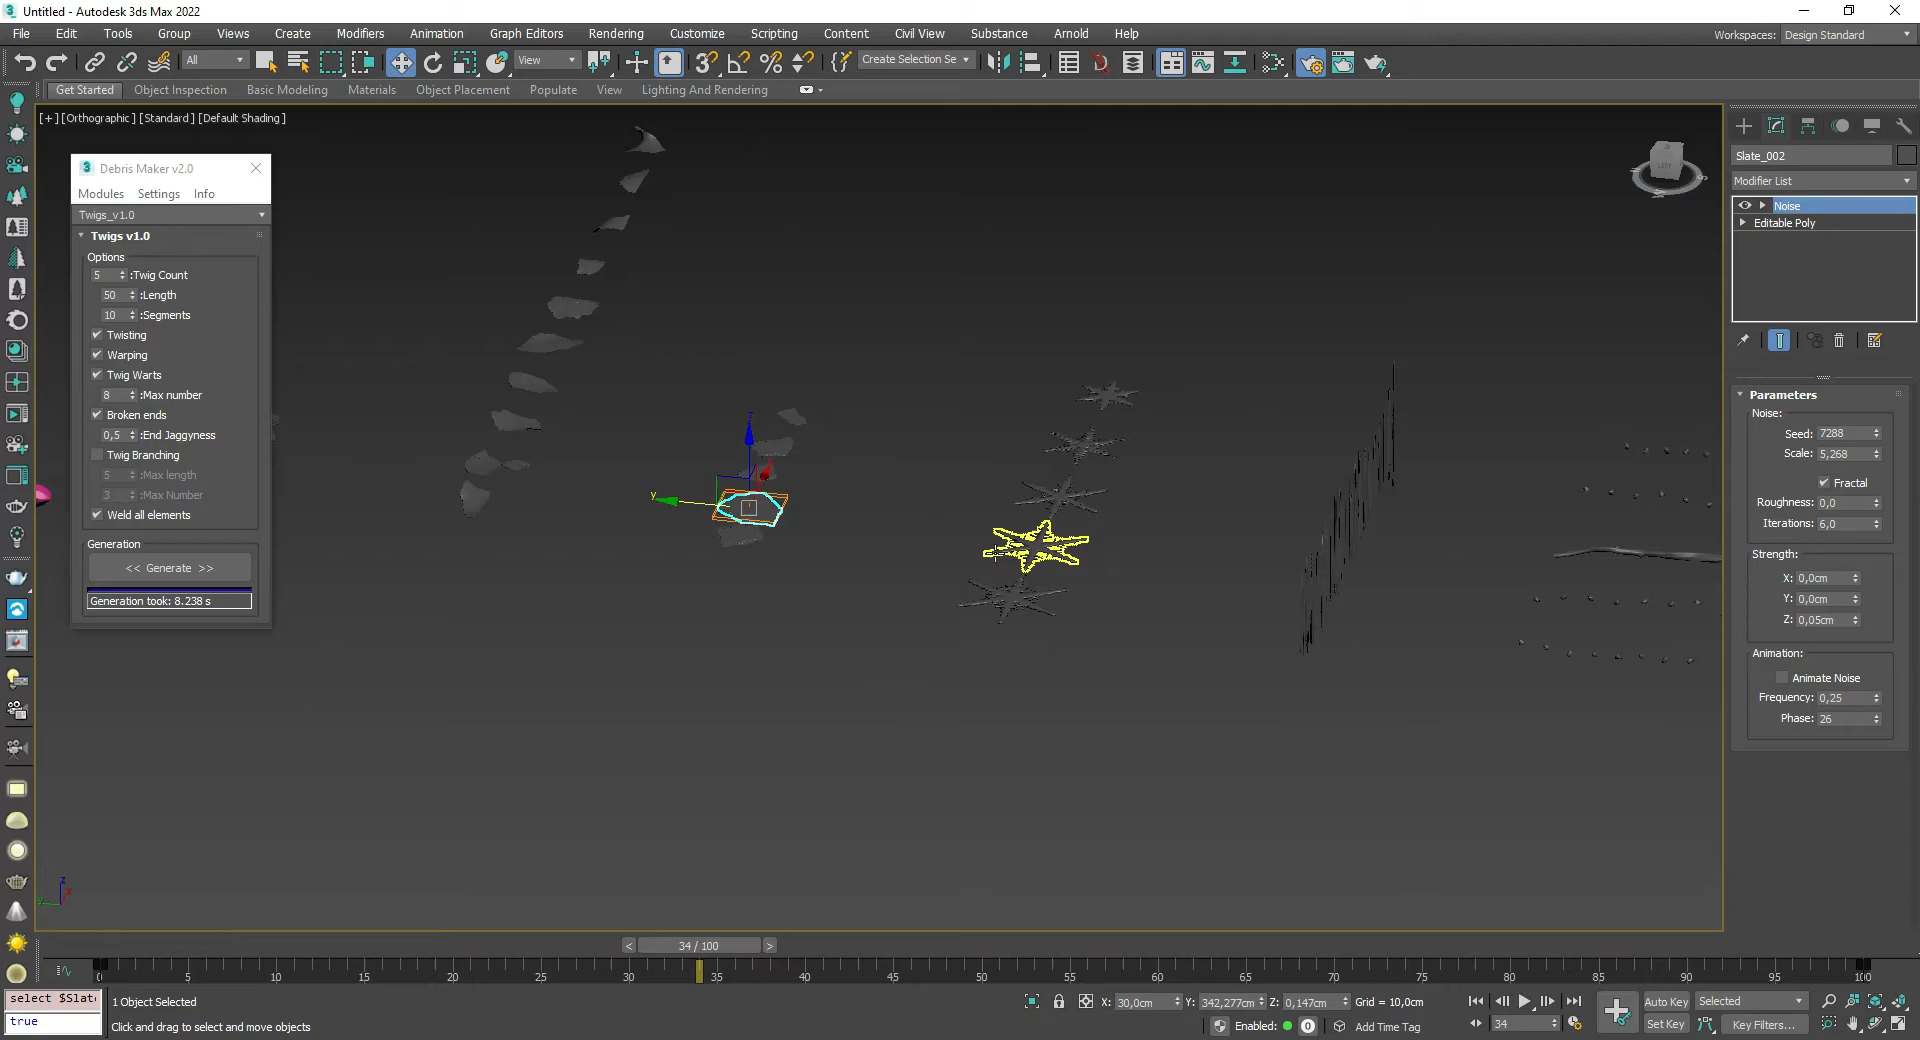 Untitled - Autodesk 3ds Max 2022
File Edit Tools Group Views Create Modifiers Animation Graph Editors Rendering Customize Scripting Content Civil View Substance Arnold Help
Workspaces: Design Standard
All View Create Selection Se
Get Started Object Inspection Basic Modeling Materials Object Placement Populate View Lighting And Rendering
[+] [Orthographic] [Standard] [Default Shading]
Debris Maker v2.0
Modules Settings Info
Twigs_v1.0
Twigs v1.0
Options
5 :Twig Count
50 :Length
10 :Segments
Twisting
Warping
Twig Warts
8 :Max number
Broken ends
0,5 :End Jaggyness
Twig Branching
5 :Max length
3 :Max Number
Weld all elements
Generation
<< Generate >>
Generation took: 8.238 s
z
y
Slate_002
Modifier List
Noise
Editable Poly
Parameters
Noise:
Seed: 7288
Scale: 5,268
Fractal
Roughness: 0,0
Iterations: 6,0
Strength:
X: 0,0cm
Y: 0,0cm
Z: 0,05cm
Animation:
Animate Noise
Frequency: 0,25
Phase: 26
z
x
< 34 / 100 >
0 5 10 15 20 25 30 35 40 45 50 55 60 65 70 75 80 85 90 95 100
select $Slat
true
1 Object Selected
Click and drag to select and move objects
X: 30,0cm Y: 342,277cm Z: 0,147cm Grid = 10,0cm
Enabled: 0 Add Time Tag
34
Auto Key Selected
Set Key Key Filters...